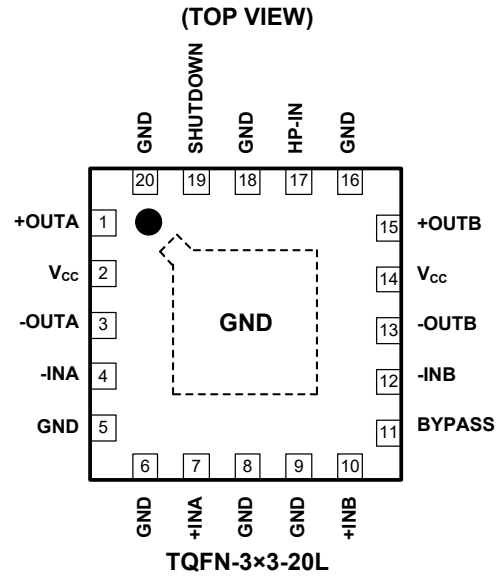 (TOP VIEW)
GND
SHUTDOWN
GND
HP-IN
GND
20
19
18
17
16
+OUTA
1
15
+OUTB
VCC
2
14
VCC
-OUTA
3
GND
13
-OUTB
-INA
4
12
-INB
GND
5
11
BYPASS
6
7
8
9
10
GND
+INA
GND
GND
+INB
TQFN-3×3-20L